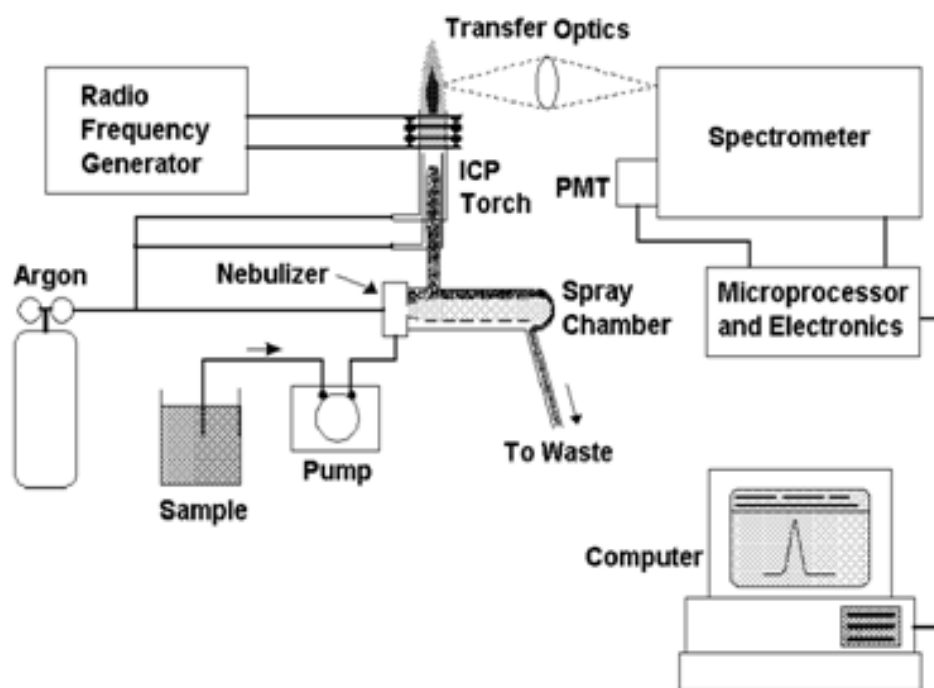 Transfer Optics
Radio
Frequency
Generator
Spectrometer
ICP
Torch
PMT
Argon
Nebulizer
Spray
Chamber
Microprocessor
and Electronics
To Waste
Pump
Sample
Computer